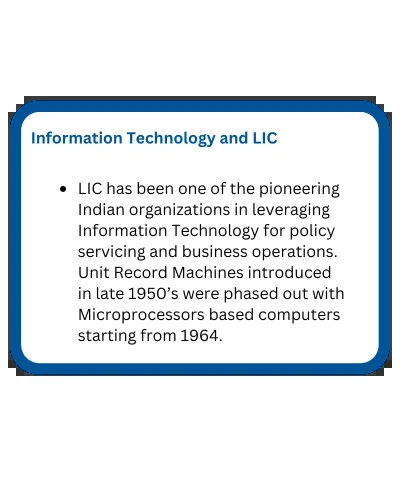 Information Technology and LIC
• LIC has been one of the pioneering
Indian organizations in leveraging
Information Technology for policy
servicing and business operations.
Unit Record Machines introduced
in late 1950’s were phased out with
Microprocessors based computers
starting from 1964.